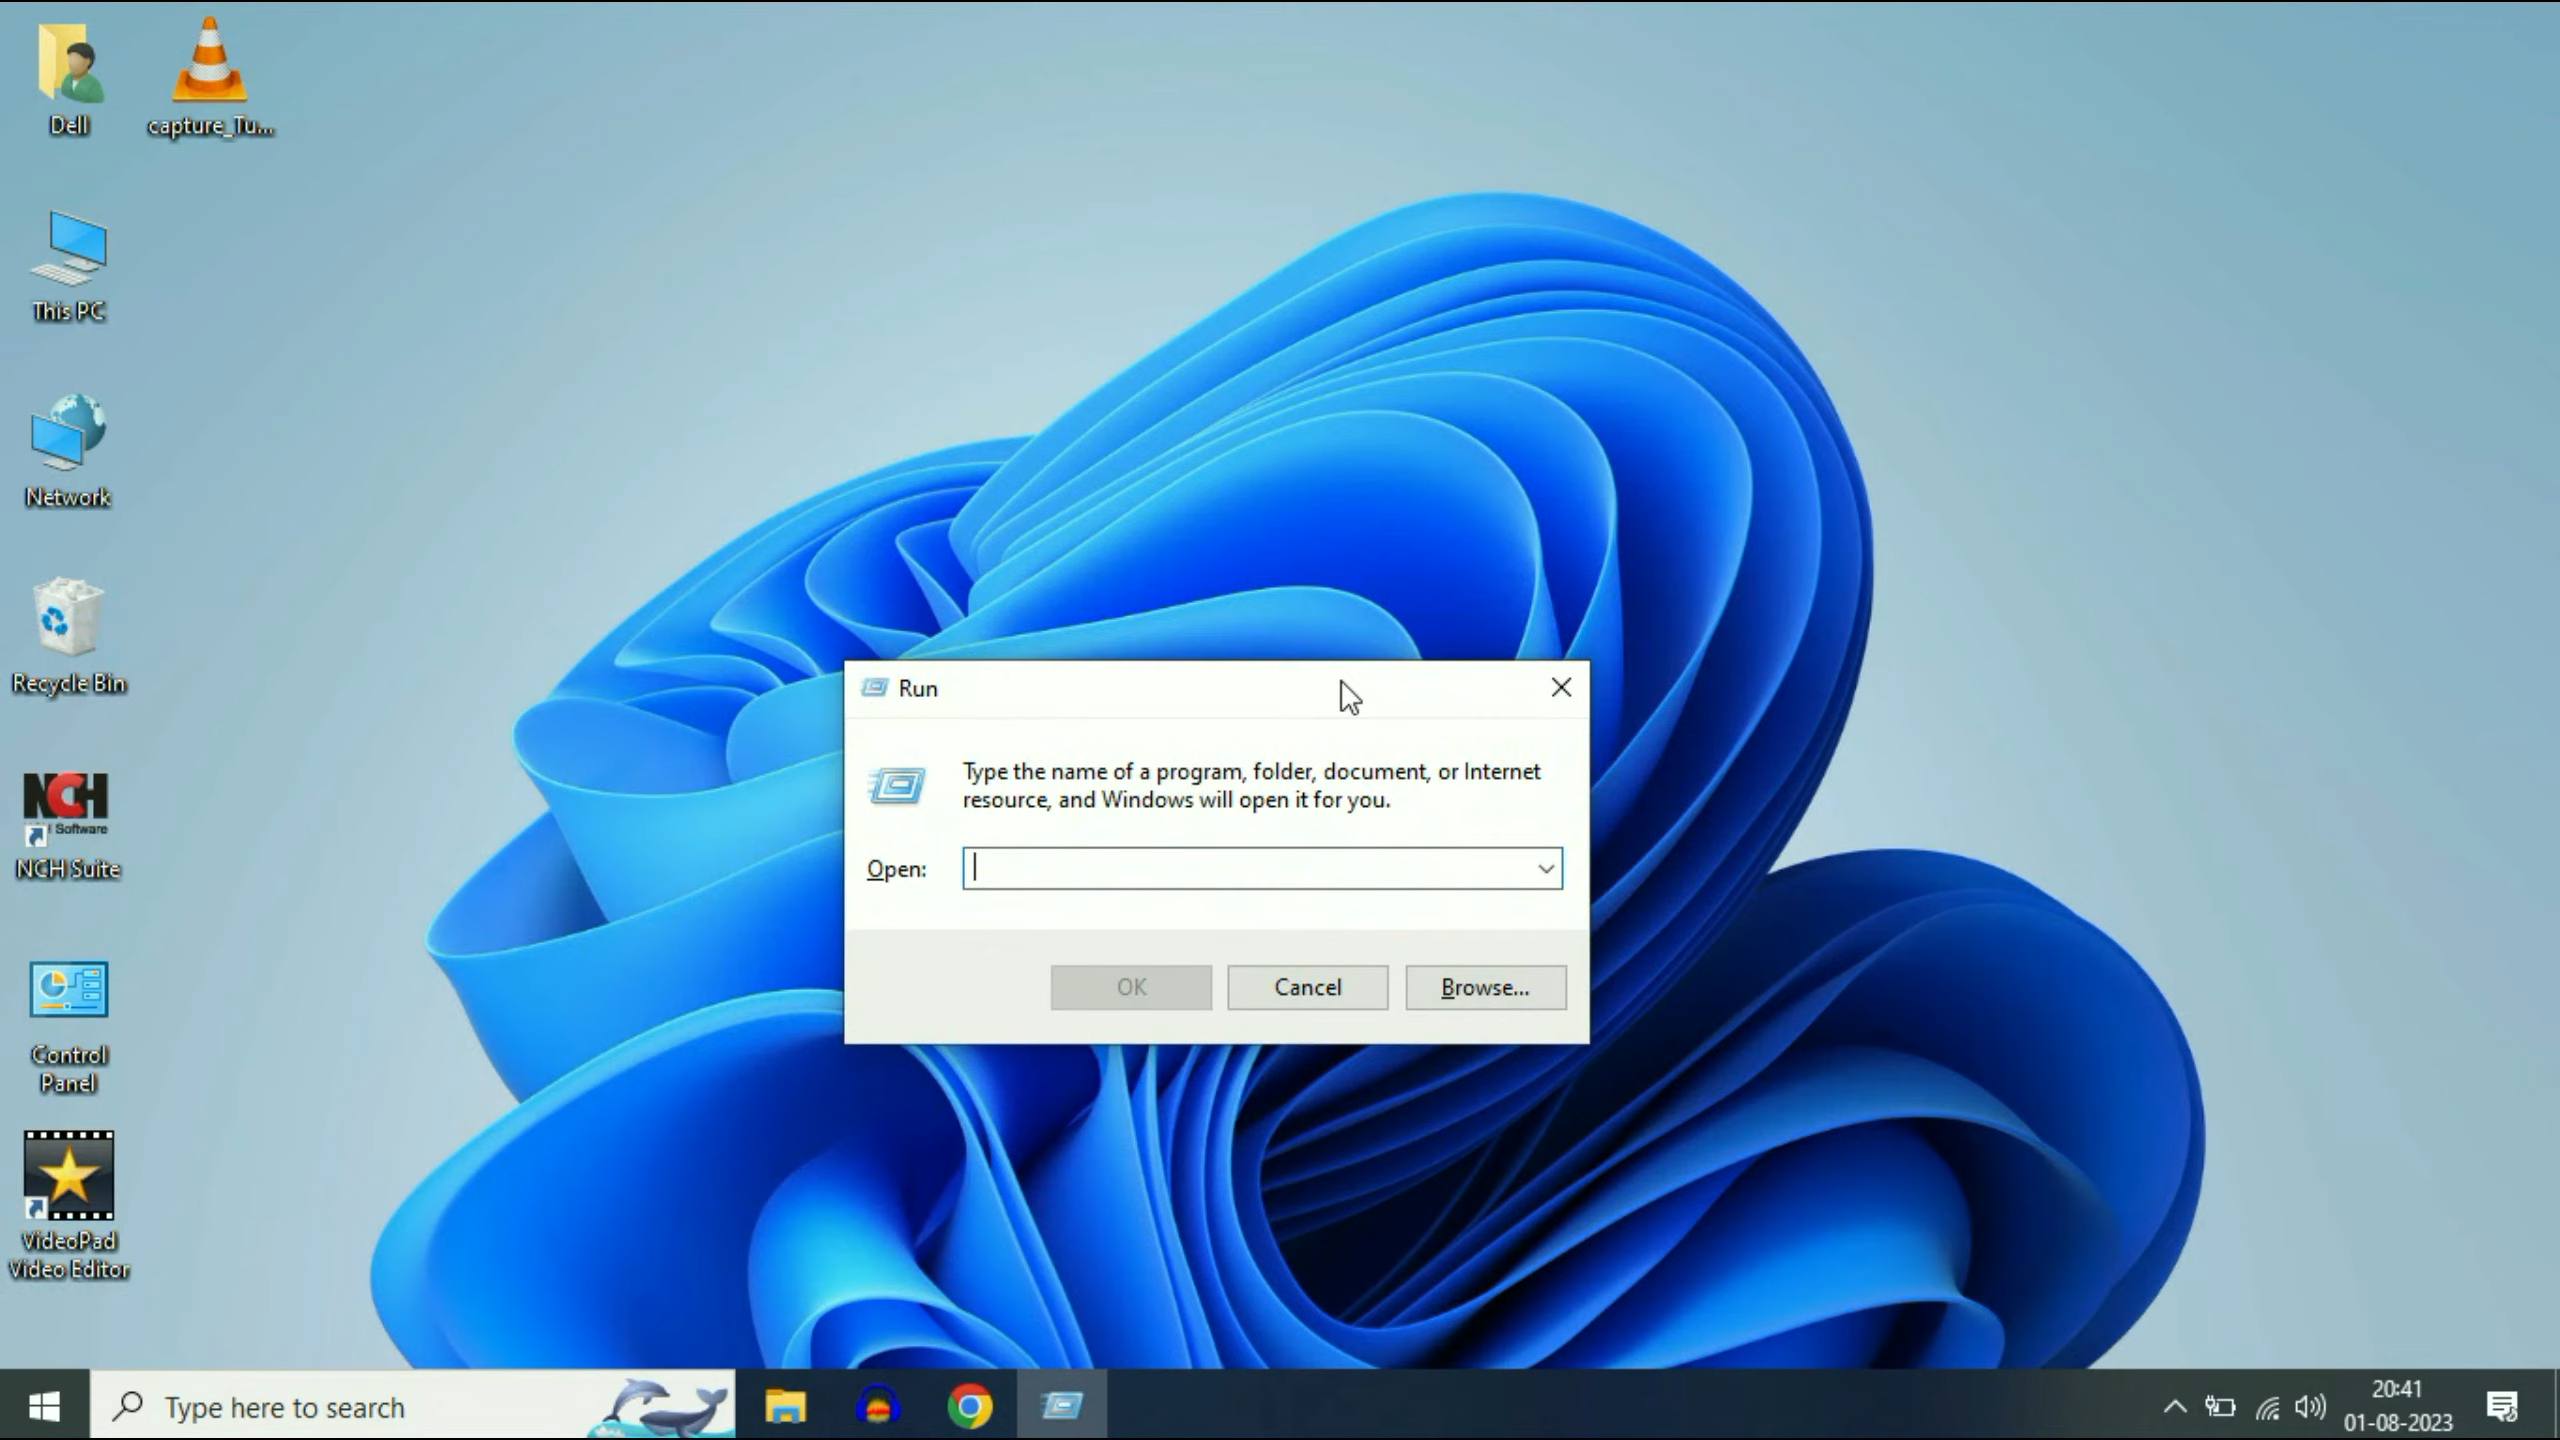 Dell
capture_Tu...
This PC
Network
Recycle Bin
NCH
Software
NCH Suite
Control
Panel
VideoPad
Video Editor
Run
Type the name of a program, folder, document, or Internet
resource, and Windows will open it for you.
Open:
OK
Cancel
Browse...
Type here to search
20:41
01-08-2023